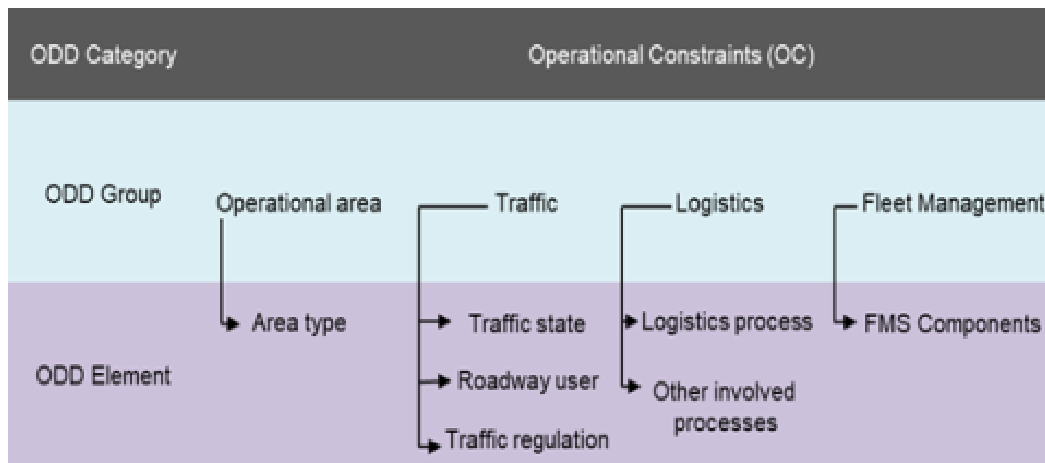 ODD Category
Operational Constraints (OC)
ODD Group
Operational area
Traffic
Logistics
Fleet Management
ODD Element
Area type
Traffic state
Logistics process
FMS Components
Roadway user
Other involved
processes
Traffic regulation